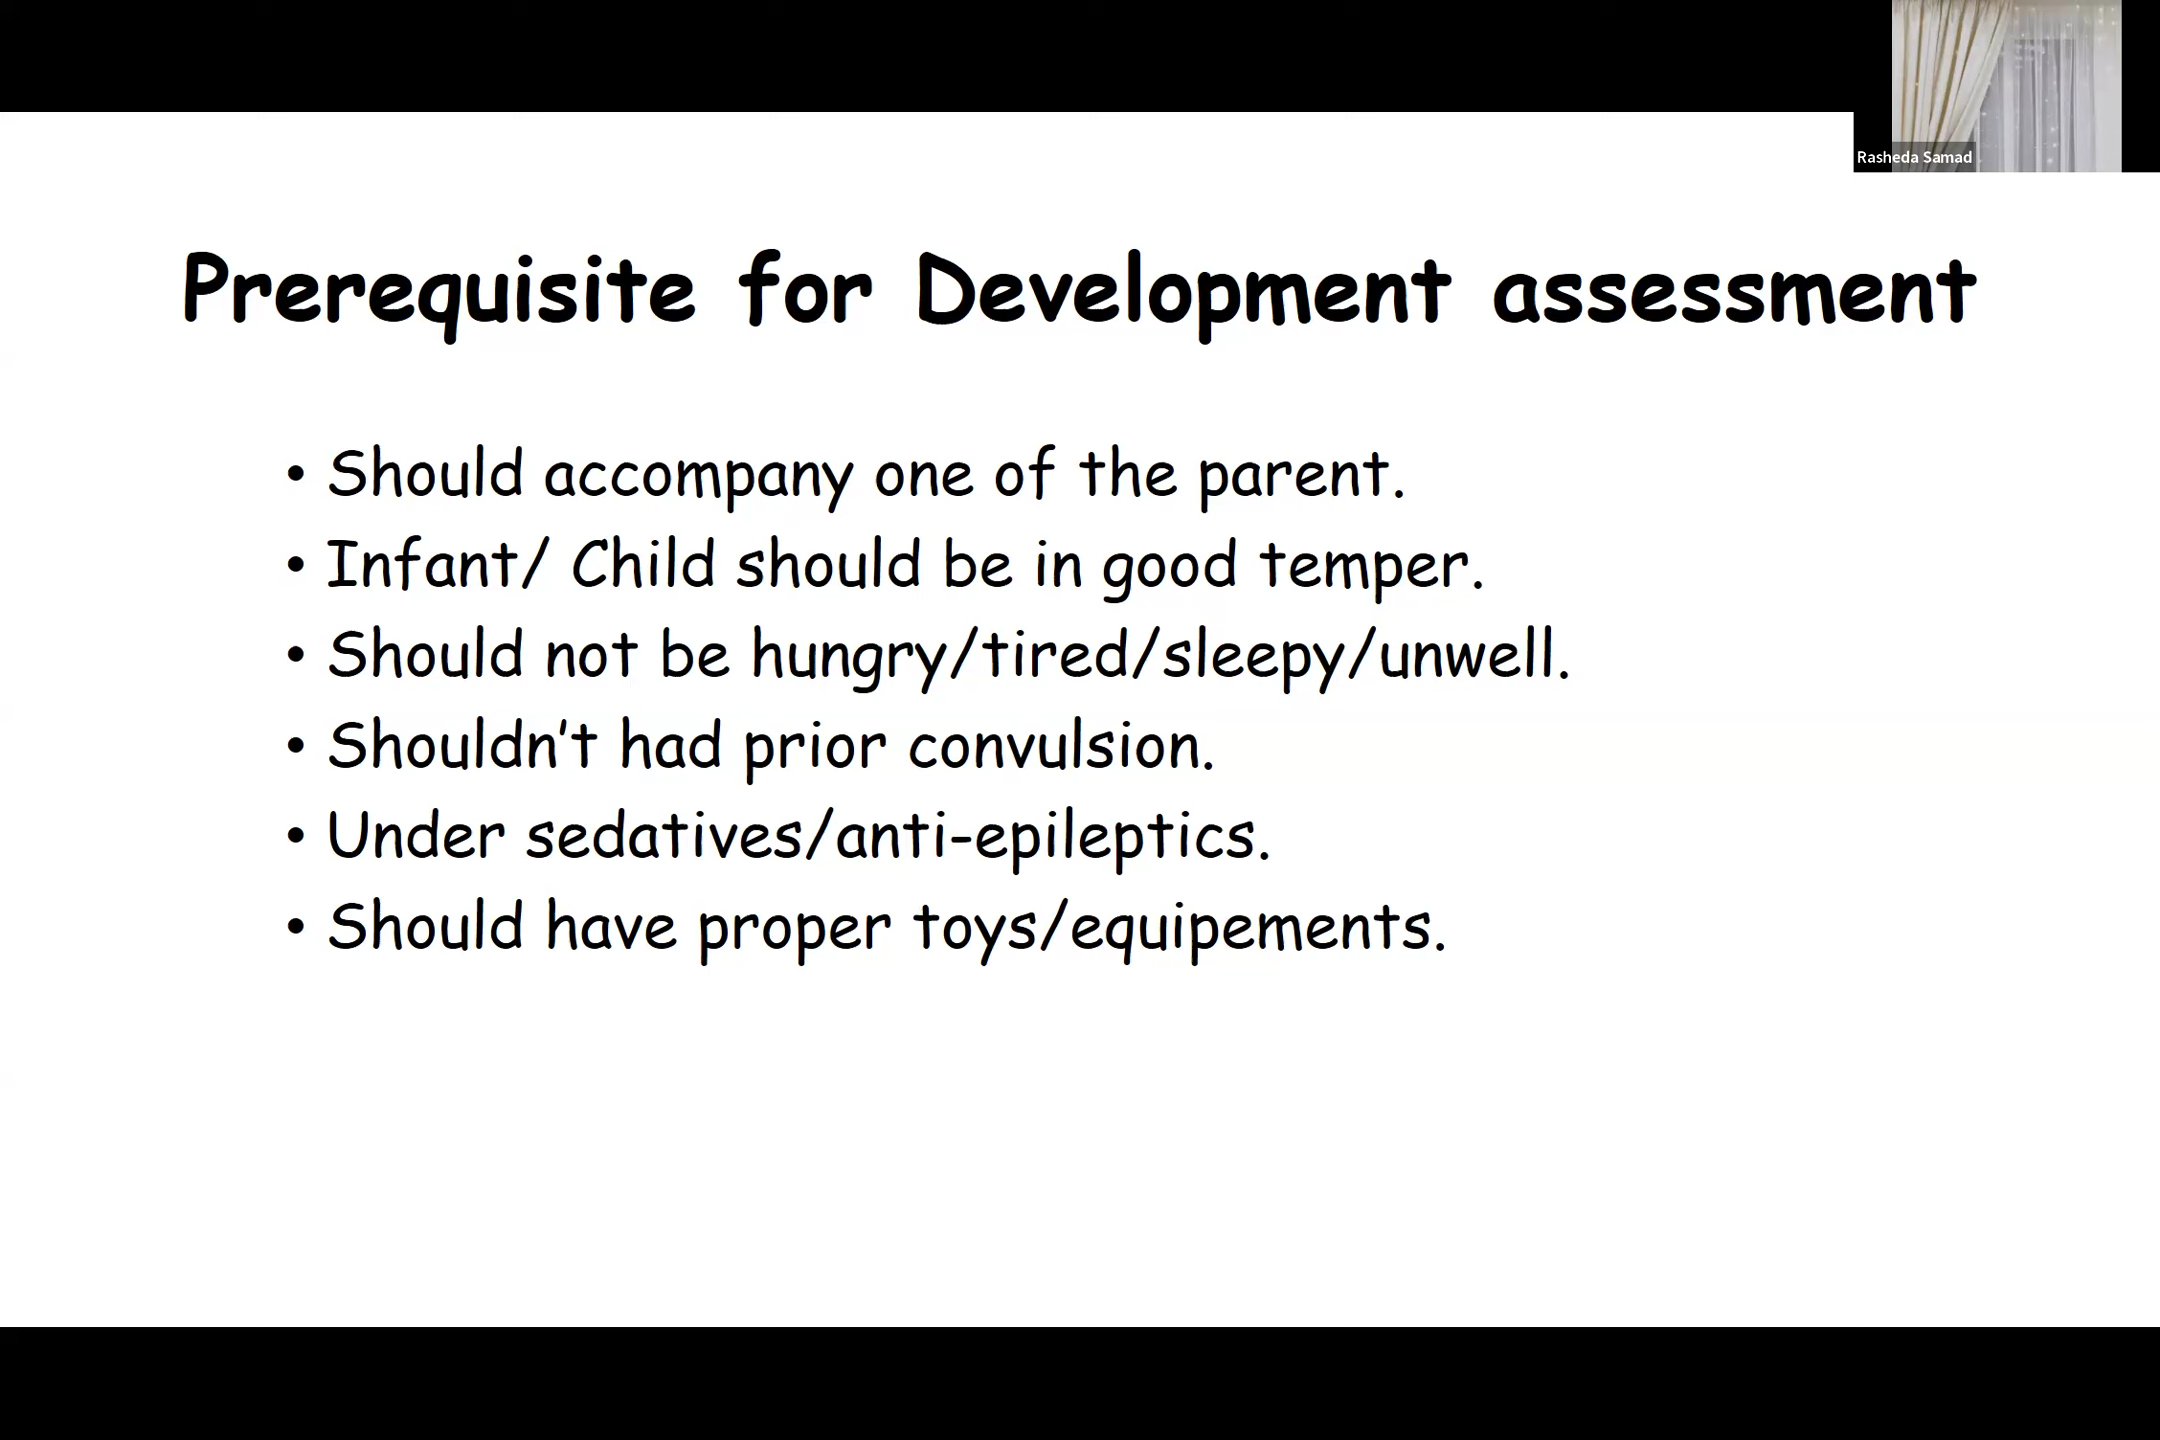 Rasheda Samad
Prerequisite for Development assessment
• Should accompany one of the parent.
• Infant/ Child should be in good temper.
• Should not be hungry/tired/sleepy/unwell.
• Shouldn't had prior convulsion.
• Under sedatives/anti-epileptics.
• Should have proper toys/equipements.